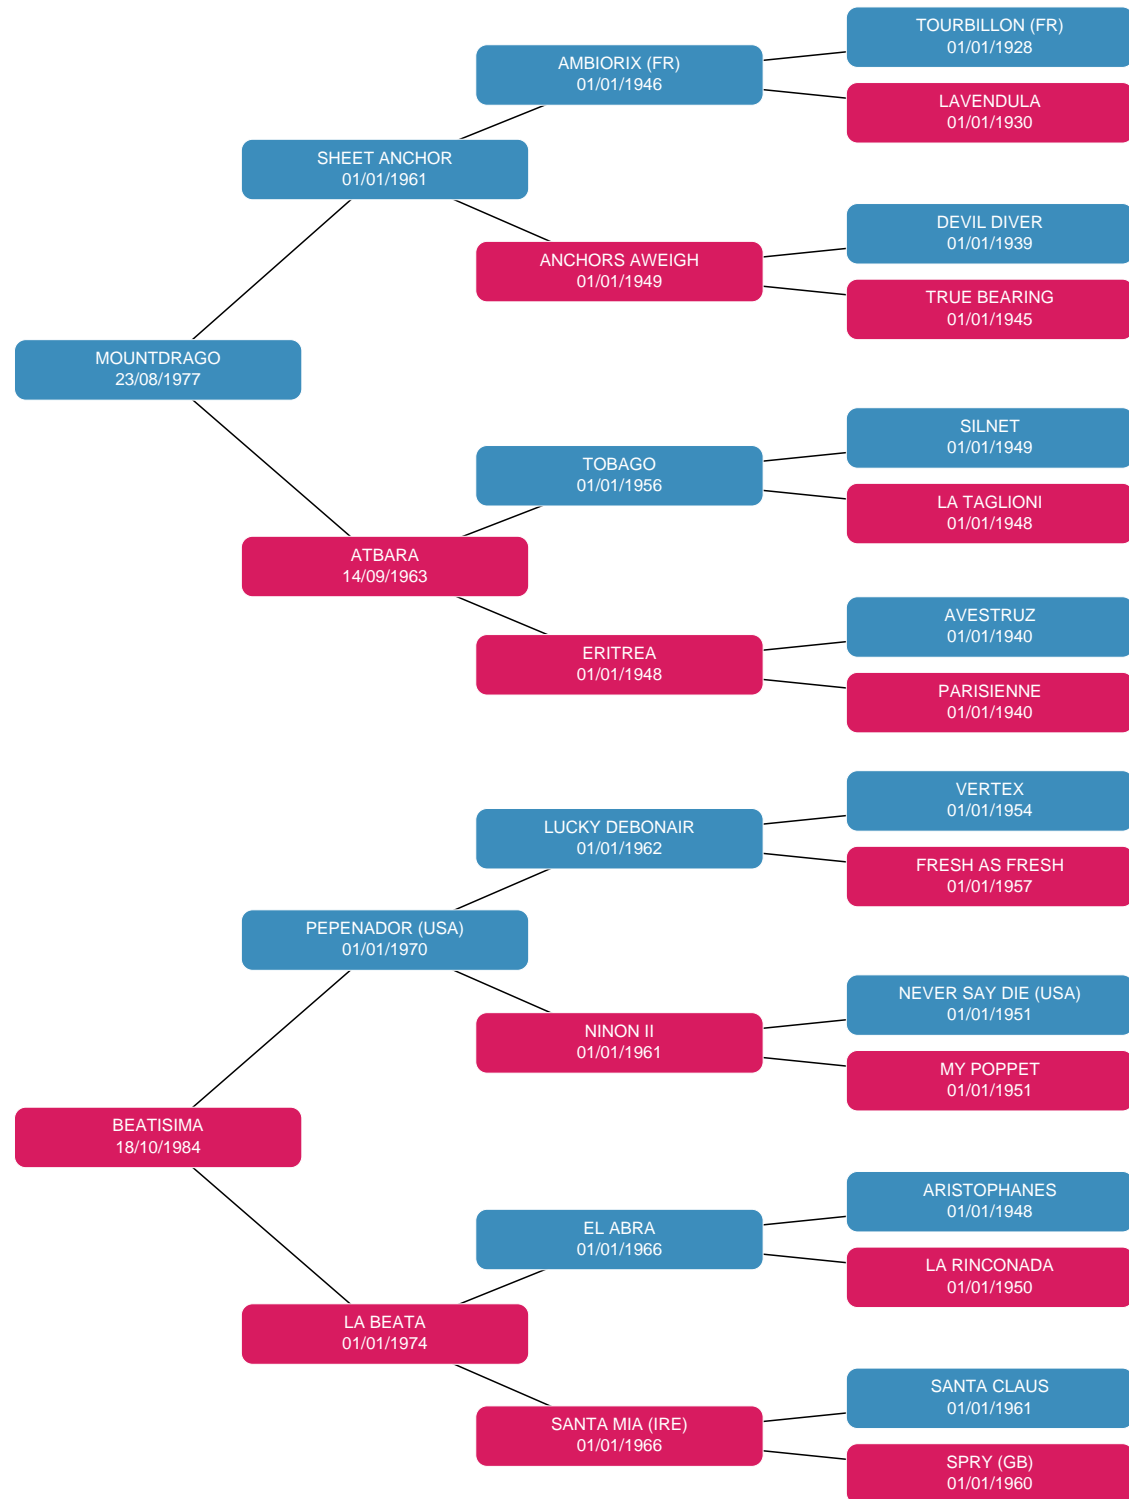 TOURBILLON (FR)
01/01/1928
AMBIORIX (FR)
01/01/1946
LAVENDULA
01/01/1930
SHEET ANCHOR
01/01/1961
DEVIL DIVER
01/01/1939
ANCHORS AWEIGH
01/01/1949
TRUE BEARING
01/01/1945
MOUNTDRAGO
23/08/1977
SILNET
01/01/1949
TOBAGO
01/01/1956
LA TAGLIONI
01/01/1948
ATBARA
14/09/1963
AVESTRUZ
01/01/1940
ERITREA
01/01/1948
PARISIENNE
01/01/1940
VERTEX
01/01/1954
LUCKY DEBONAIR
01/01/1962
FRESH AS FRESH
01/01/1957
PEPENADOR (USA)
01/01/1970
NEVER SAY DIE (USA)
01/01/1951
NINON II
01/01/1961
MY POPPET
01/01/1951
BEATISIMA
18/10/1984
ARISTOPHANES
01/01/1948
EL ABRA
01/01/1966
LA RINCONADA
01/01/1950
LA BEATA
01/01/1974
SANTA CLAUS
01/01/1961
SANTA MIA (IRE)
01/01/1966
SPRY (GB)
01/01/1960